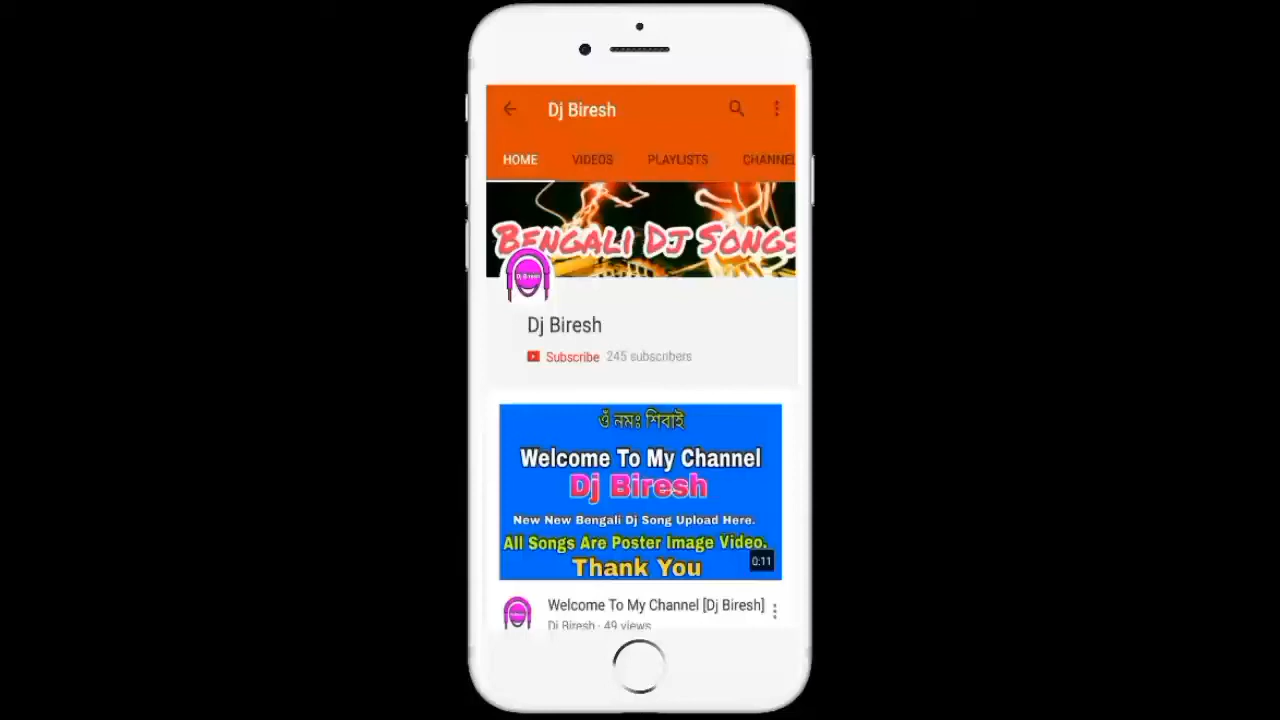 Dj Biresh
HOME VIDEOS PLAYLISTS CHANNEL
BENGALI DJ SONGS
Dj Biresh
Dj Biresh
Subscribe 245 subscribers
ওঁ নমঃ শিবাই
Welcome To My Channel
Dj Biresh
New New Bengali Dj Song Upload Here.
All Songs Are Poster Image Video.
Thank You
0:11
Welcome To My Channel [Dj Biresh]
Dj Biresh · 49 views